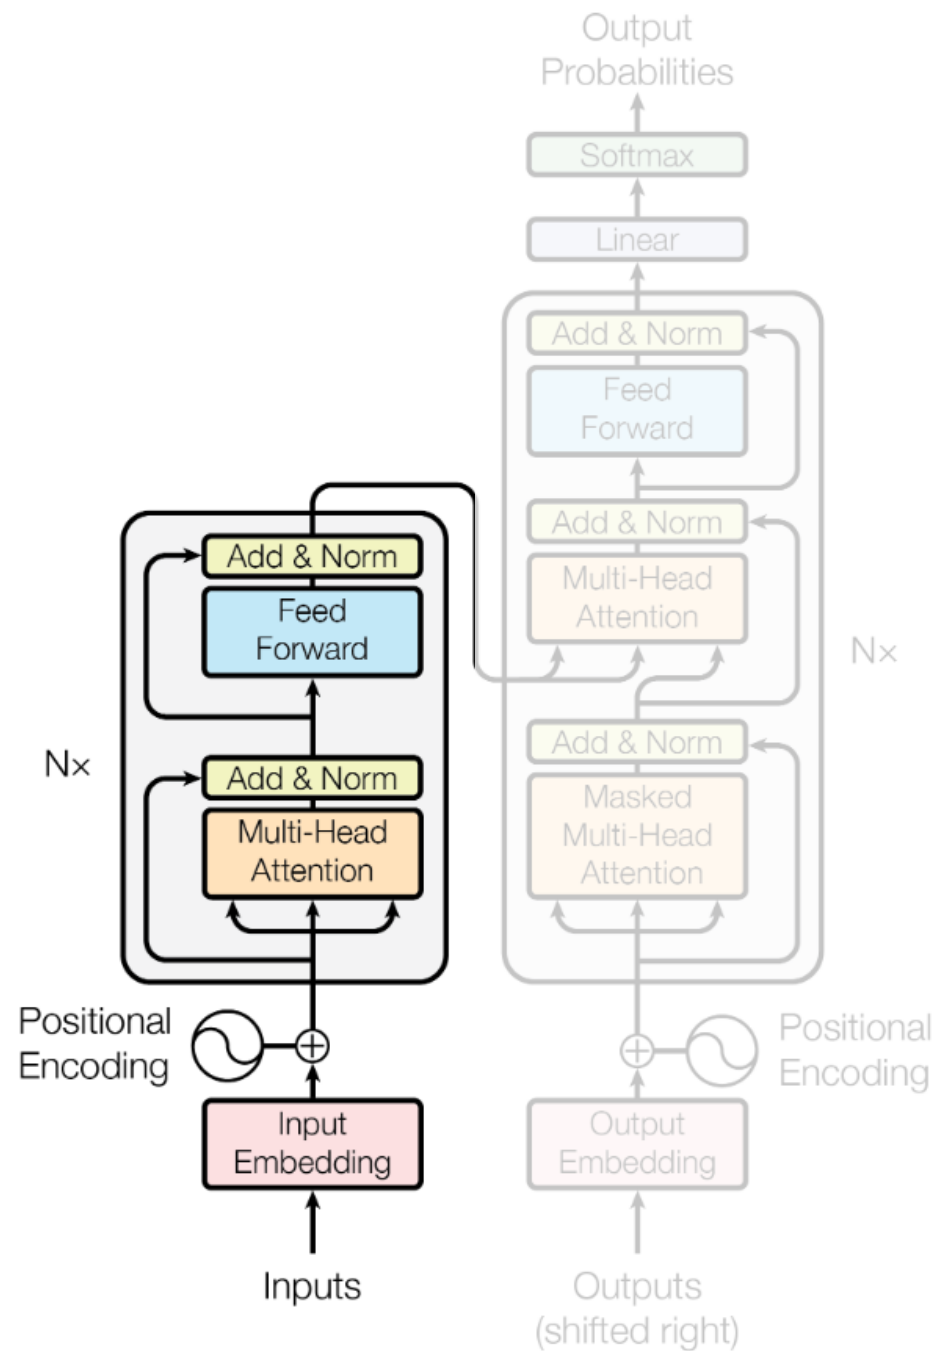 Output
Probabilities
Softmax
Linear
Add & Norm
Feed
Forward
Add & Norm
Multi-Head
Attention
Nx
Add & Norm
Masked
Multi-Head
Attention
Positional
Encoding
Output
Embedding
Outputs
(shifted right)
Add & Norm
Feed
Forward
Nx
Add & Norm
Multi-Head
Attention
Positional
Encoding
Input
Embedding
Inputs